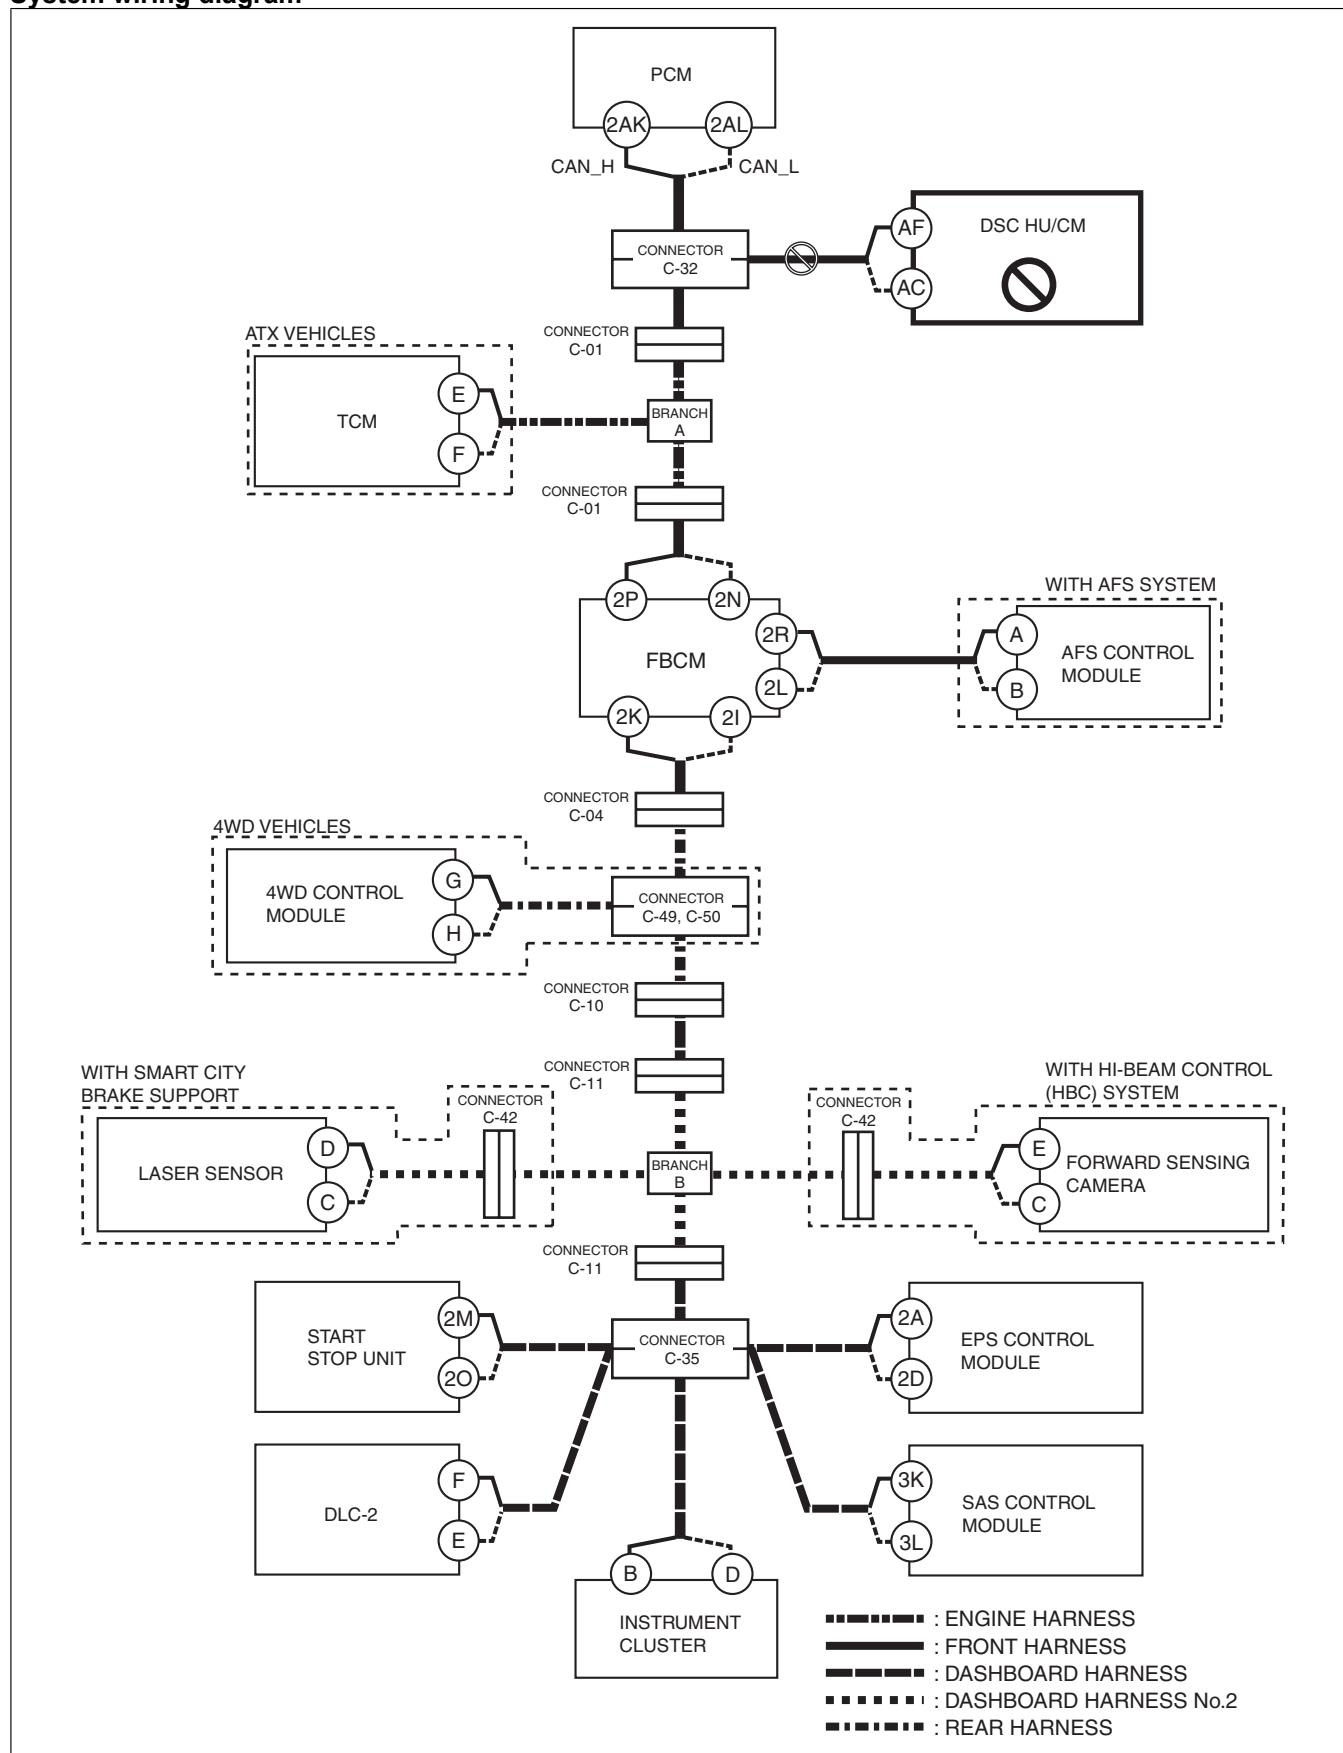 System wiring diagram
PCM
2AK
2AL
CAN_H
CAN_L
AF
DSC HU/CM
CONNECTOR
C-32
AC
CONNECTOR
C-01
ATX VEHICLES
E
TCM
F
BRANCH
A
CONNECTOR
C-01
2P
2N
WITH AFS SYSTEM
2R
FBCM
2L
A
AFS CONTROL
MODULE
B
2K
2I
CONNECTOR
C-04
4WD VEHICLES
G
4WD CONTROL
MODULE
H
CONNECTOR
C-49, C-50
CONNECTOR
C-10
CONNECTOR
C-11
WITH SMART CITY
BRAKE SUPPORT
CONNECTOR
C-42
D
LASER SENSOR
C
BRANCH
B
WITH HI-BEAM CONTROL
(HBC) SYSTEM
CONNECTOR
C-42
E
FORWARD SENSING
CAMERA
C
CONNECTOR
C-11
2M
START
STOP UNIT
2O
CONNECTOR
C-35
2A
EPS CONTROL
MODULE
2D
F
DLC-2
E
3K
SAS CONTROL
MODULE
3L
B
D
INSTRUMENT
CLUSTER
: ENGINE HARNESS
: FRONT HARNESS
: DASHBOARD HARNESS
: DASHBOARD HARNESS No.2
: REAR HARNESS